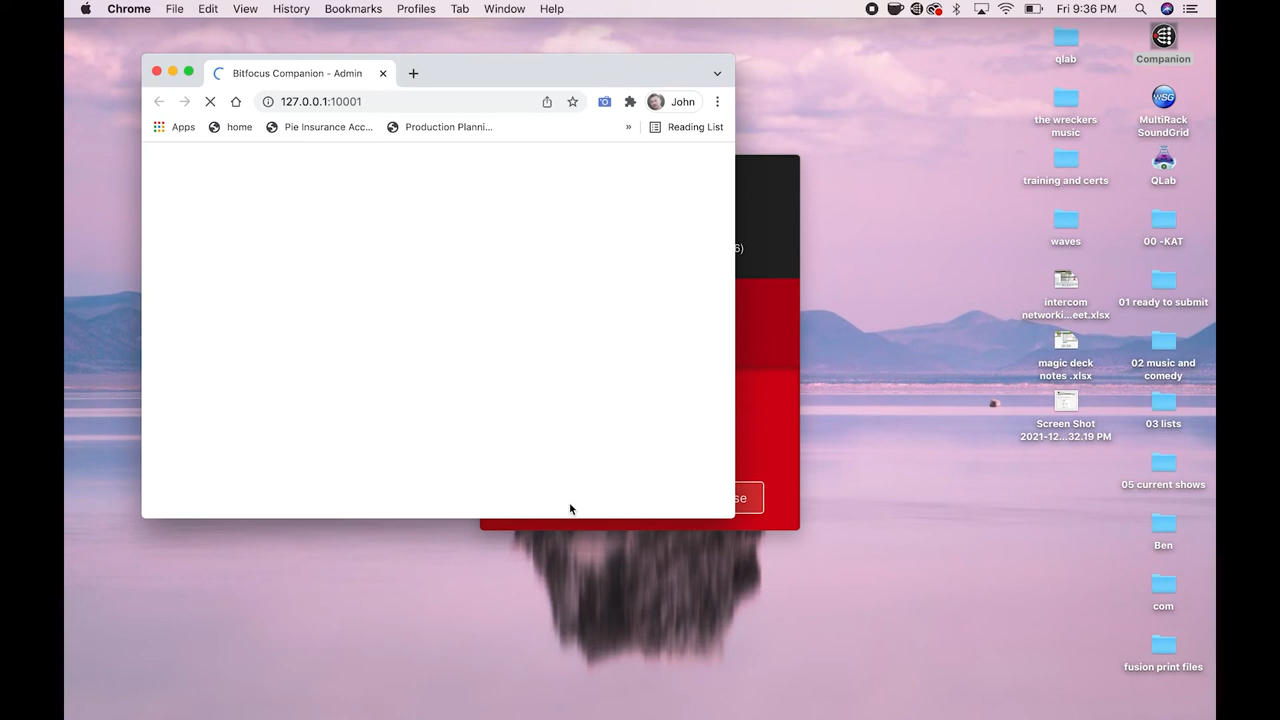 Chrome File Edit View History Bookmarks Profiles Tab Window Help Fri 9:36 PM
Bitfocus Companion - Admin
127.0.0.1:10001 John
Apps home Pie Insurance Acc... Production Planni... » Reading List
6)
se
qlab
Companion
the wreckers
music
MultiRack
SoundGrid
training and certs
QLab
waves
00 -KAT
intercom
networki...eet.xlsx
01 ready to submit
magic deck
notes .xlsx
02 music and
comedy
Screen Shot
2021-12...32.19 PM
03 lists
05 current shows
Ben
com
fusion print files
WSG